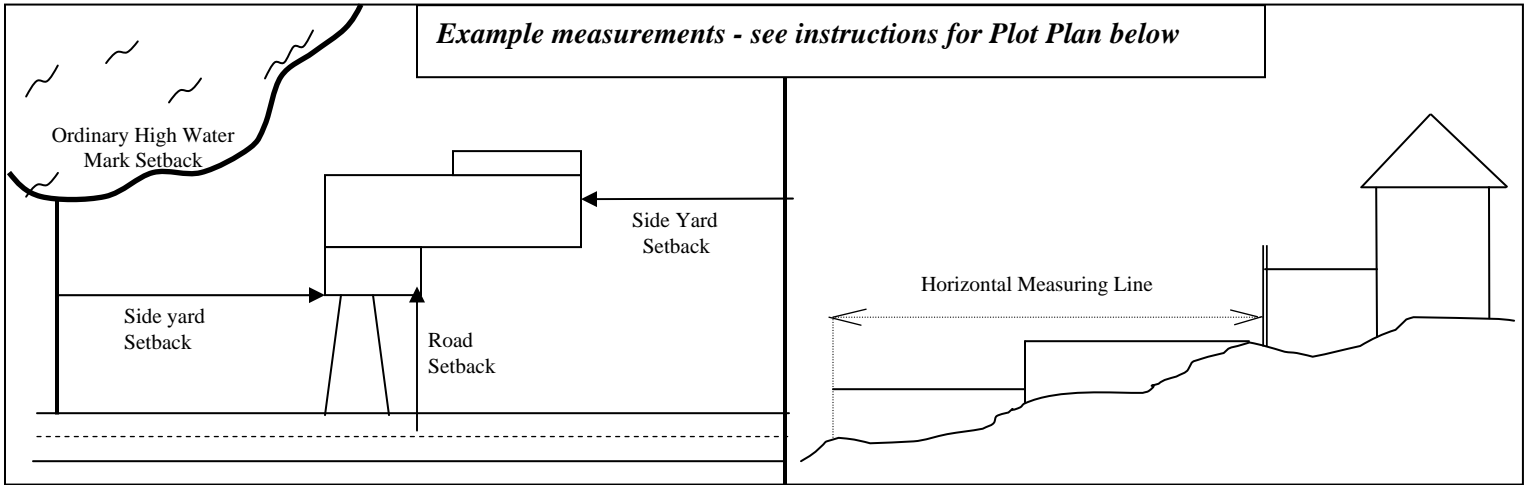 Example measurements - see instructions for Plot Plan below
Ordinary High Water
Mark Setback
Side Yard
Setback
Side yard
Setback
Road
Setback
Horizontal Measuring Line